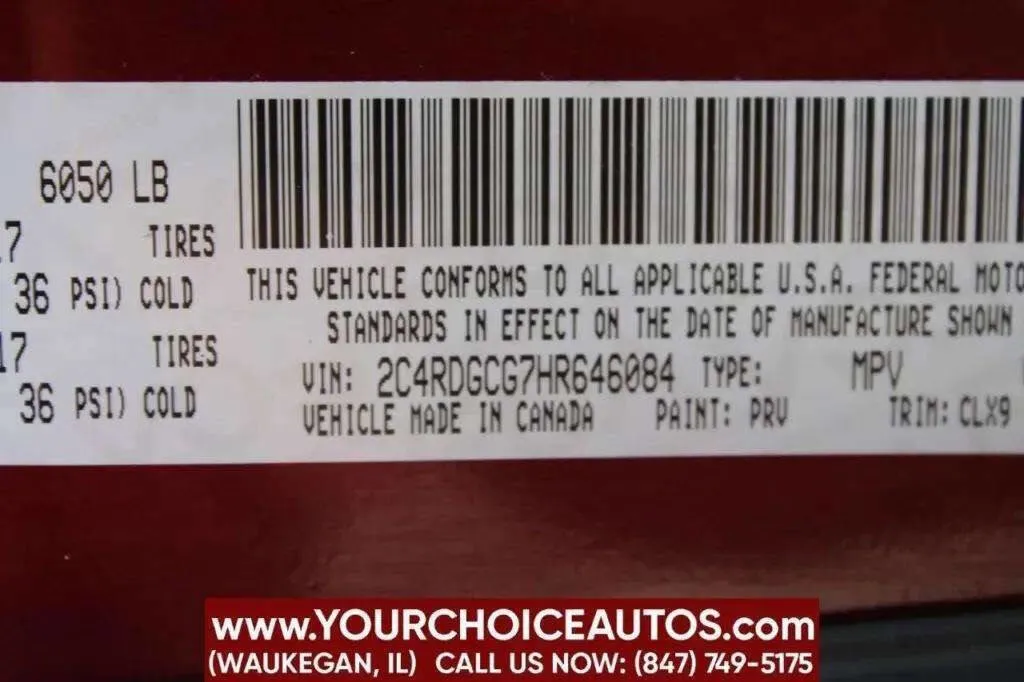 6050 LB
17 TIRES
36 PSI) COLD
17 TIRES
36 PSI) COLD
THIS VEHICLE CONFORMS TO ALL APPLICABLE U.S.A. FEDERAL MOTO
STANDARDS IN EFFECT ON THE DATE OF MANUFACTURE SHOWN
VIN: 2C4RDGCG7HR646084 TYPE: MPV
VEHICLE MADE IN CANADA PAINT: PRV TRIM: CLX9
www.YOURCHOICEAUTOS.com
(WAUKEGAN, IL) CALL US NOW: (847) 749-5175